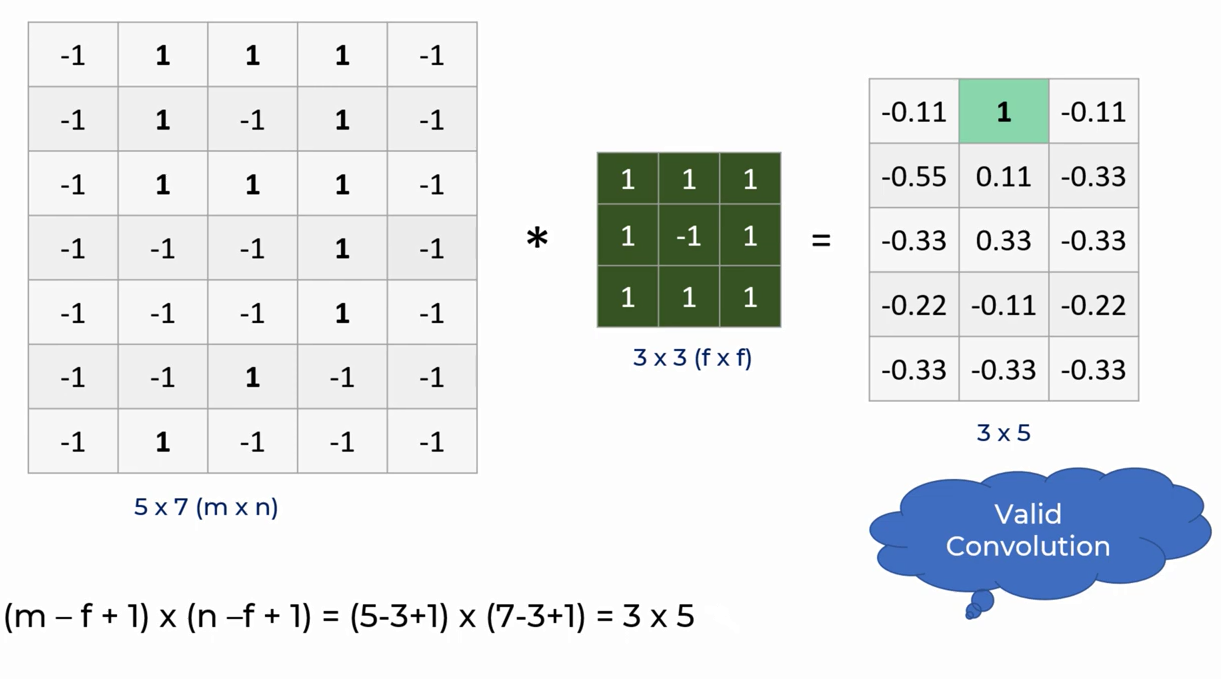 -1 1 1 1 -1
-1 1 -1 1 -1
-1 1 1 1 -1
-1 -1 -1 1 -1
-1 -1 -1 1 -1
-1 -1 1 -1 -1
-1 1 -1 -1 -1
5 x 7 (m x n)
*
1 1 1
1 -1 1
1 1 1
3 x 3 (f x f)
=
-0.11 1 -0.11
-0.55 0.11 -0.33
-0.33 0.33 -0.33
-0.22 -0.11 -0.22
-0.33 -0.33 -0.33
3 x 5
Valid
Convolution
(m – f + 1) x (n –f + 1) = (5-3+1) x (7-3+1) = 3 x 5